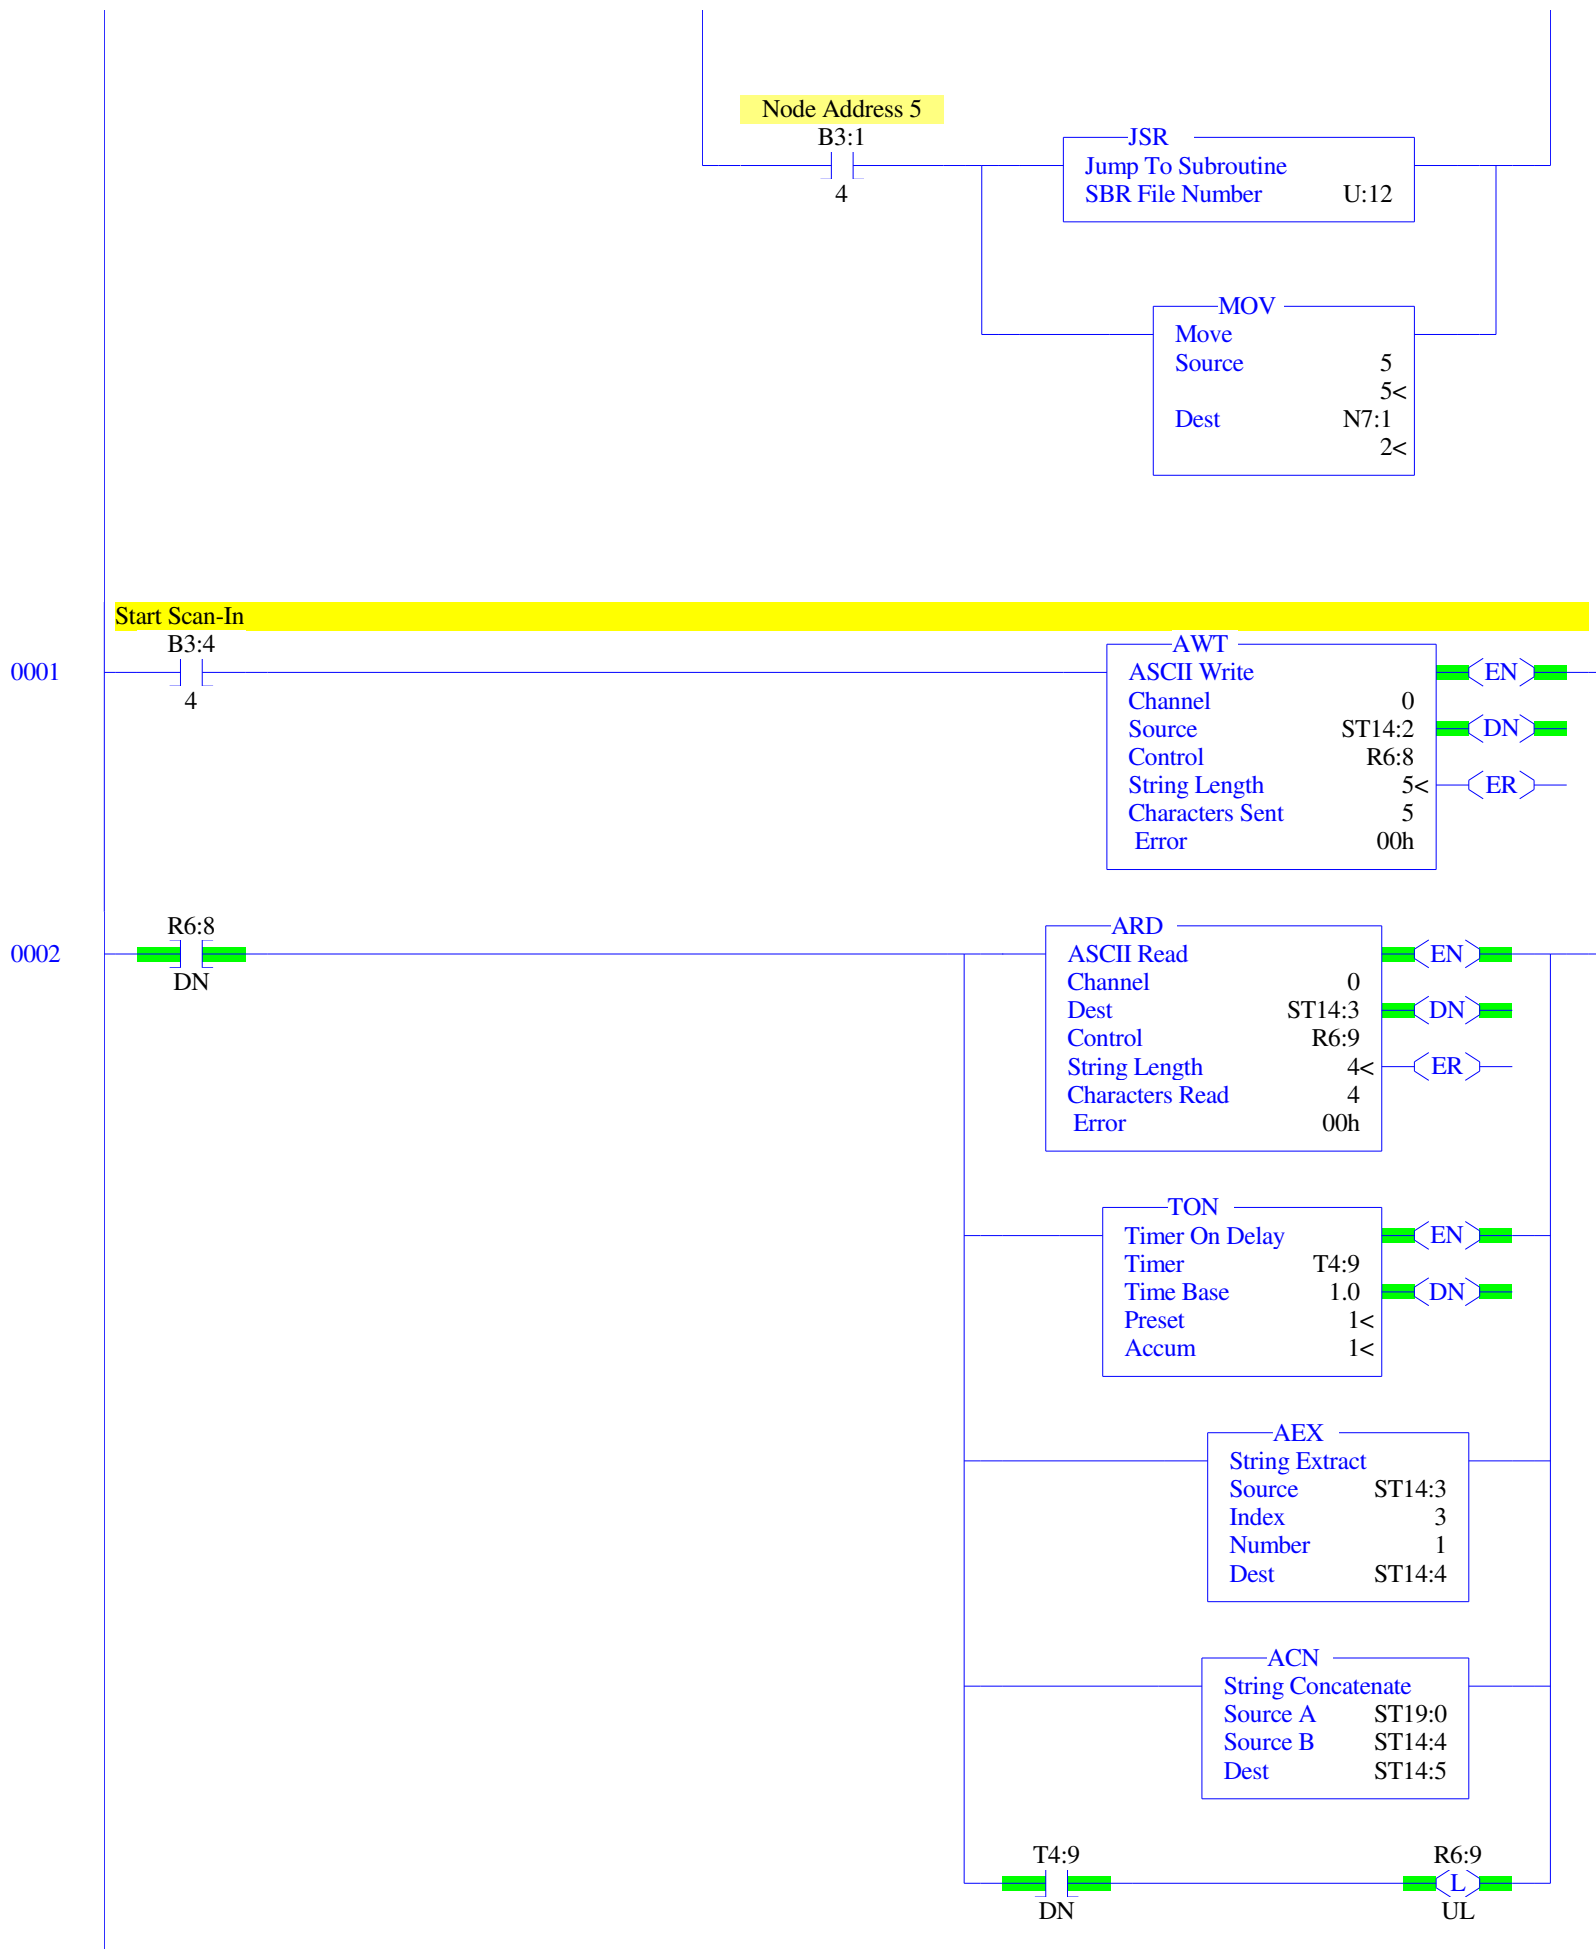 Node Address 5
B3:1
4
JSR
Jump To Subroutine
SBR File Number U:12
MOV
Move
Source 5
5<
Dest N7:1
2<
Start Scan-In
0001
B3:4
4
AWT
ASCII Write
Channel 0
Source ST14:2
Control R6:8
String Length 5<
Characters Sent 5
Error 00h
EN
DN
ER
0002
R6:8
DN
ARD
ASCII Read
Channel 0
Dest ST14:3
Control R6:9
String Length 4<
Characters Read 4
Error 00h
EN
DN
ER
TON
Timer On Delay
Timer T4:9
Time Base 1.0
Preset 1<
Accum 1<
EN
DN
AEX
String Extract
Source ST14:3
Index 3
Number 1
Dest ST14:4
ACN
String Concatenate
Source A ST19:0
Source B ST14:4
Dest ST14:5
T4:9
DN
R6:9
L
UL